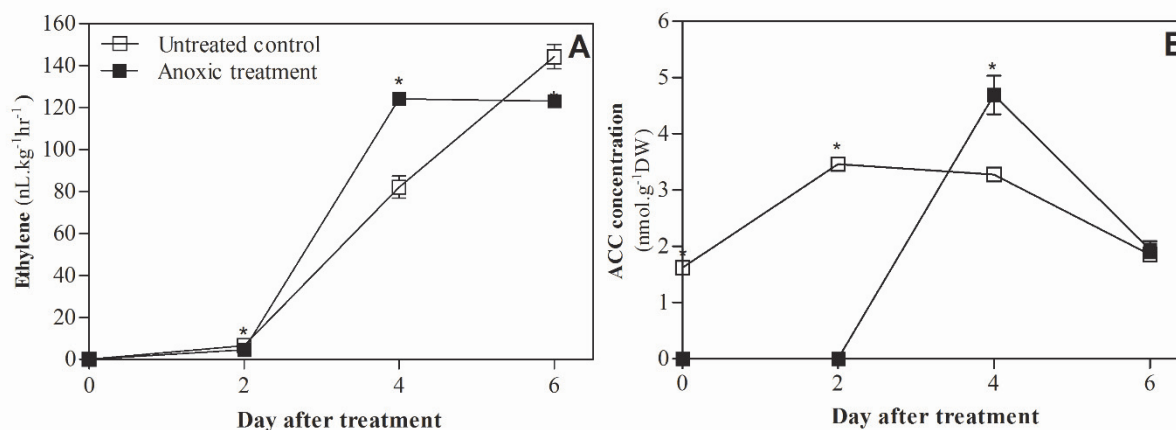 Ethylene (nL.kg⁻¹hr⁻¹)
160
140
120
100
80
60
40
20
0
Untreated control
Anoxic treatment
A
*
*
*
0 2 4 6
Day after treatment
ACC concentration
(nmol.g⁻¹DW)
6
5
4
3
2
1
0
B
*
*
*
0 2 4 6
Day after treatment